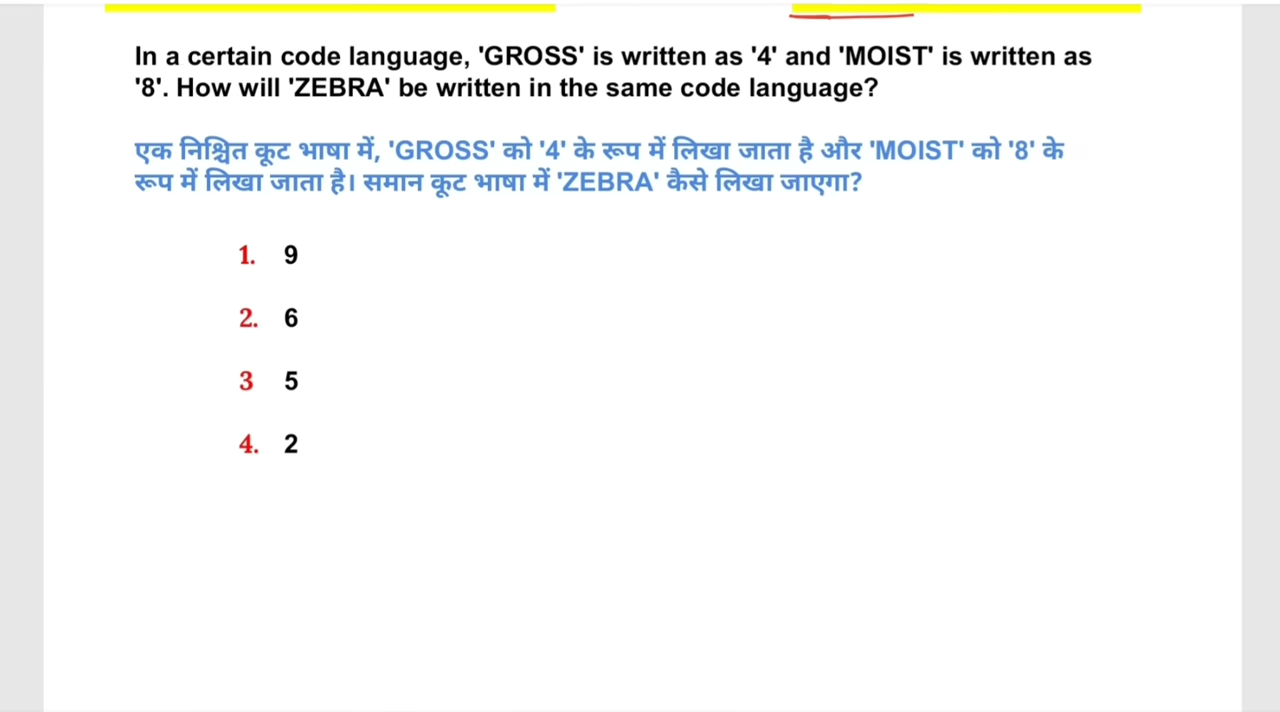 In a certain code language, 'GROSS' is written as '4' and 'MOIST' is written as
'8'. How will 'ZEBRA' be written in the same code language?
एक निश्चित कूट भाषा में, 'GROSS' को '4' के रूप में लिखा जाता है और 'MOIST' को '8' के
रूप में लिखा जाता है। समान कूट भाषा में 'ZEBRA' कैसे लिखा जाएगा?
1. 9
2. 6
3 5
4. 2